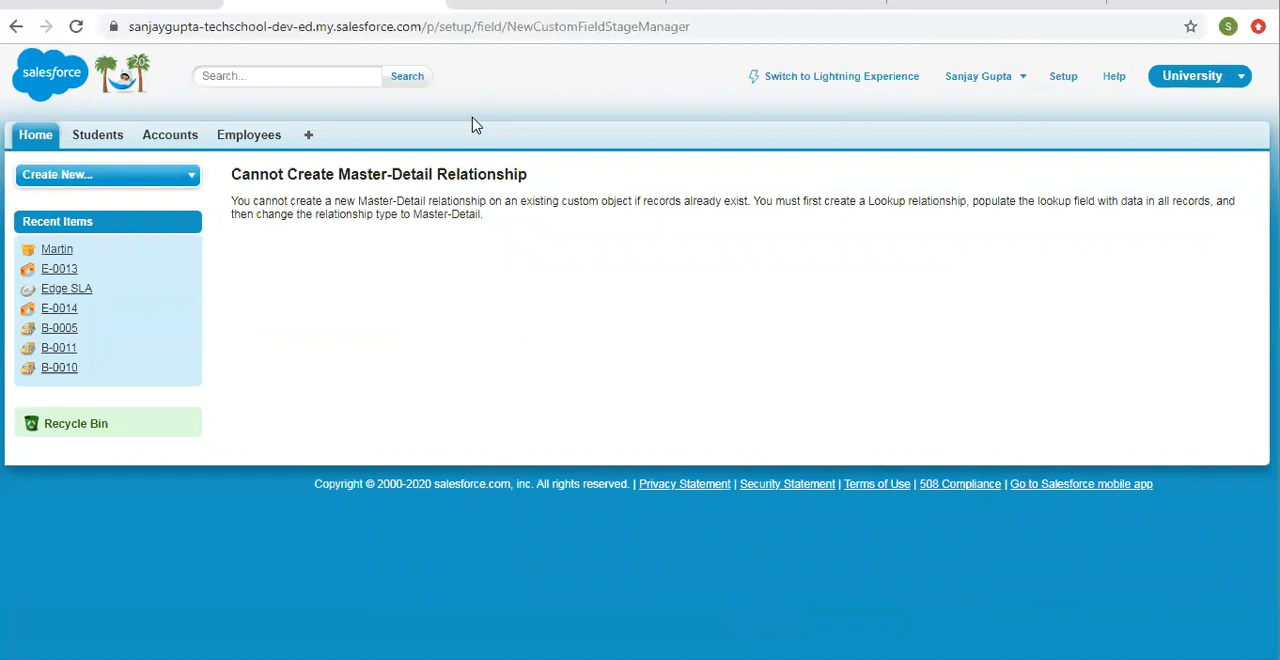 sanjaygupta-techschool-dev-ed.my.salesforce.com/p/setup/field/NewCustomFieldStageManager
S
salesforce
20
Search...
Search
Switch to Lightning Experience
Sanjay Gupta
Setup
Help
University
Home
Students
Accounts
Employees
+
Create New...
Cannot Create Master-Detail Relationship
You cannot create a new Master-Detail relationship on an existing custom object if records already exist. You must first create a Lookup relationship, populate the lookup field with data in all records, and
then change the relationship type to Master-Detail.
Recent Items
Martin
E-0013
Edge SLA
E-0014
B-0005
B-0011
B-0010
Recycle Bin
Copyright © 2000-2020 salesforce.com, inc. All rights reserved. | Privacy Statement | Security Statement | Terms of Use | 508 Compliance | Go to Salesforce mobile app